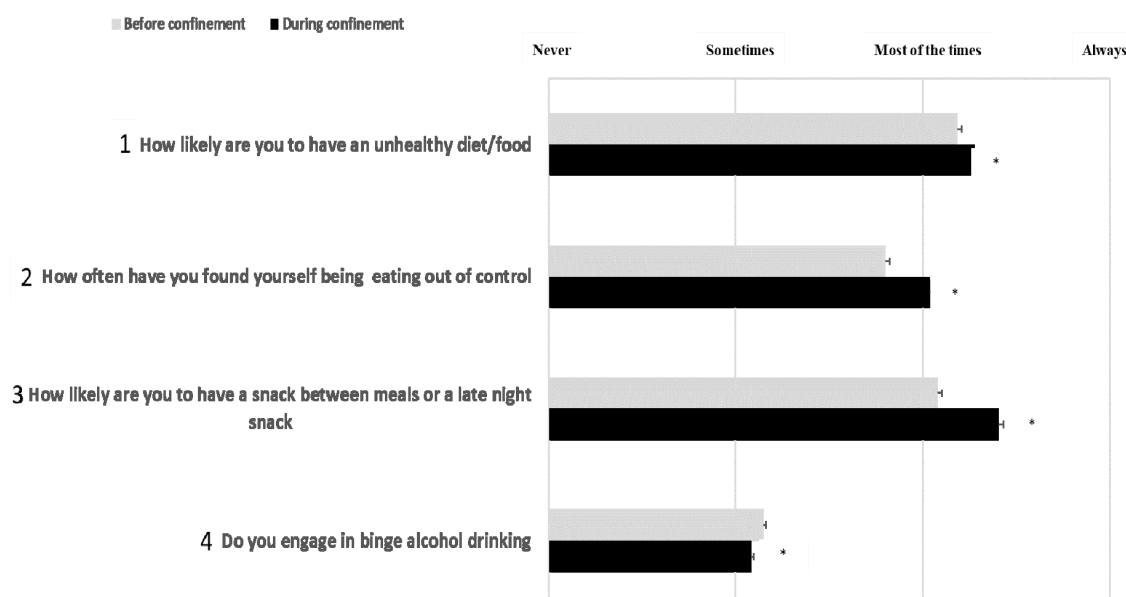 Before confinement During confinement
Never Sometimes Most of the times Always
1 How likely are you to have an unhealthy diet/food
*
2 How often have you found yourself being eating out of control
*
3 How likely are you to have a snack between meals or a late night
snack
*
4 Do you engage in binge alcohol drinking
*